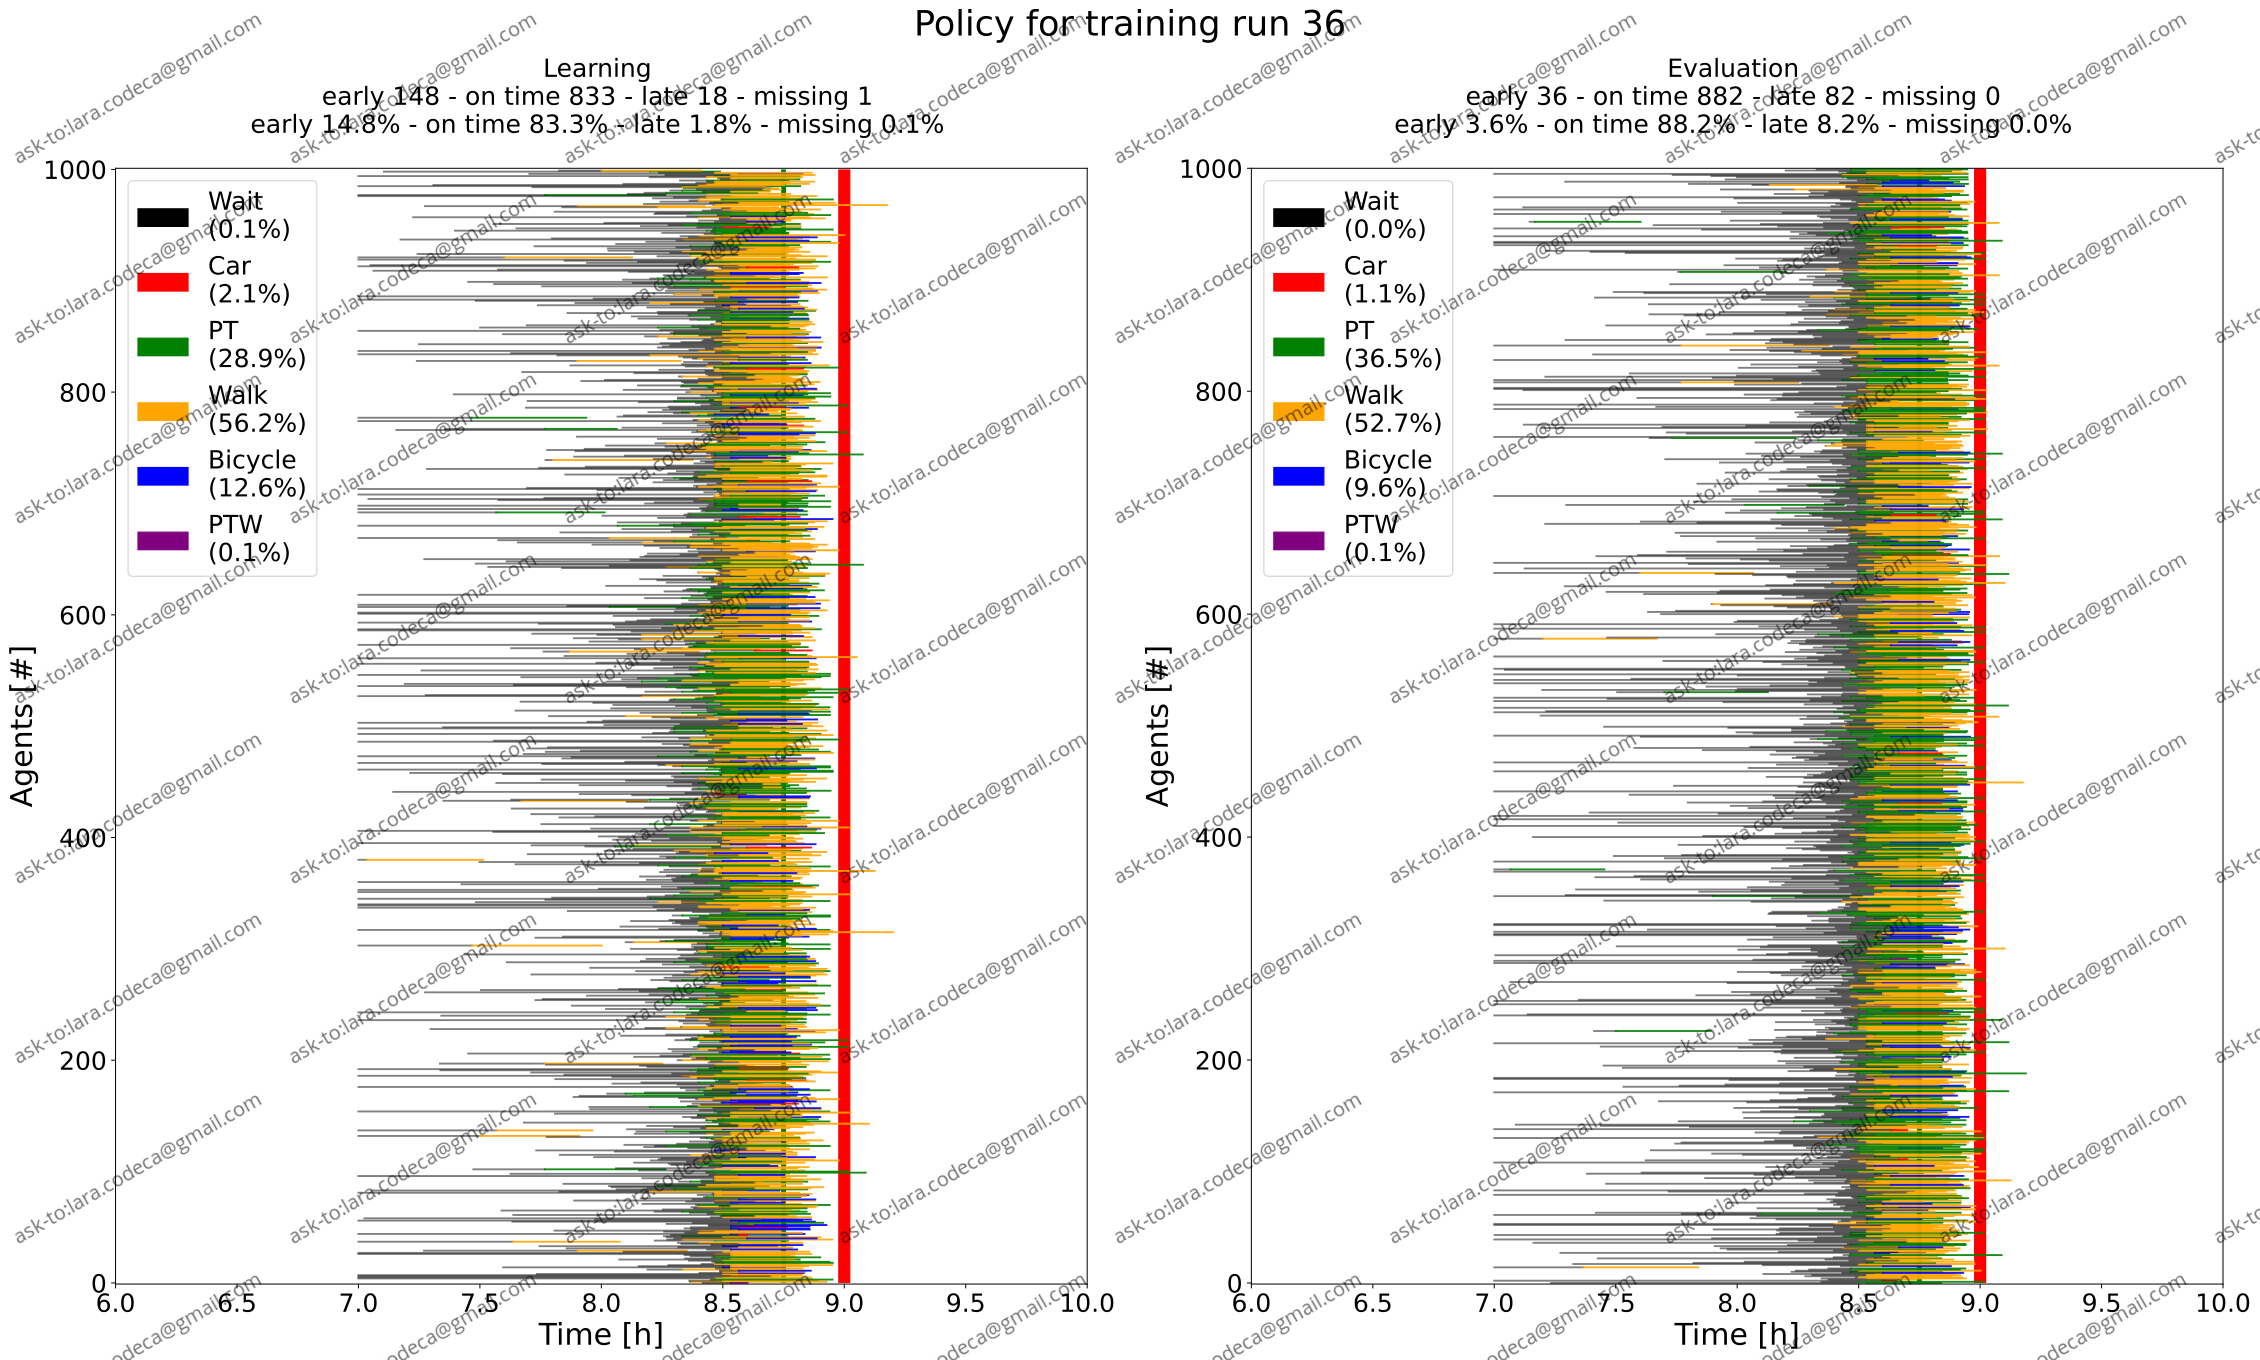 Policy for training run 36
Learning
early 148 - on time 833 - late 18 - missing 1
early 14.8% - on time 83.3% - late 1.8% - missing 0.1%
Agents [#]
1000
800
600
400
200
0
Wait
(0.1%)
Car
(2.1%)
PT
(28.9%)
Walk
(56.2%)
Bicycle
(12.6%)
PTW
(0.1%)
6.0 6.5 7.0 7.5 8.0 8.5 9.0 9.5 10.0
Time [h]
Evaluation
early 36 - on time 882 - late 82 - missing 0
early 3.6% - on time 88.2% - late 8.2% - missing 0.0%
Agents [#]
1000
800
600
400
200
0
Wait
(0.0%)
Car
(1.1%)
PT
(36.5%)
Walk
(52.7%)
Bicycle
(9.6%)
PTW
(0.1%)
6.0 6.5 7.0 7.5 8.0 8.5 9.0 9.5 10.0
Time [h]
ask-to:lara.codeca@gmail.com